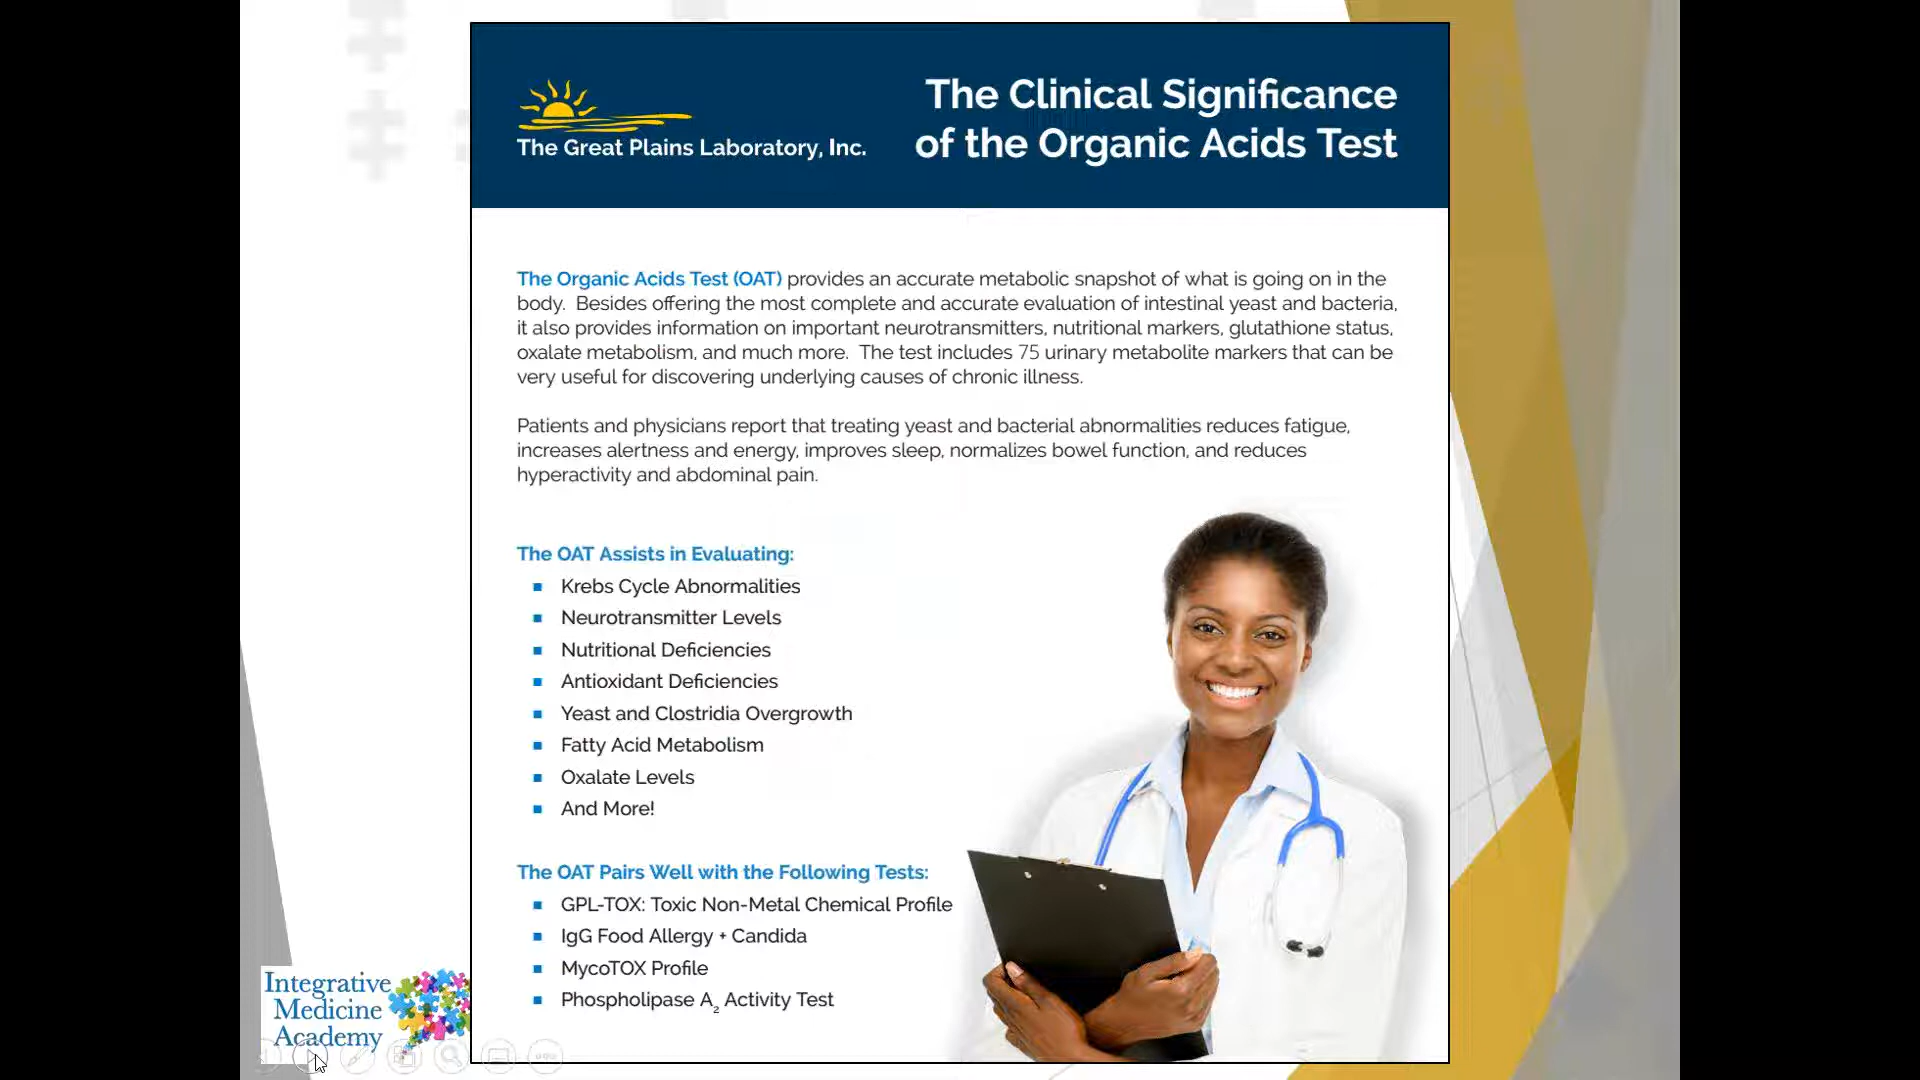 The Great Plains Laboratory, Inc.
The Clinical Significance
of the Organic Acids Test
The Organic Acids Test (OAT) provides an accurate metabolic snapshot of what is going on in the
body. Besides offering the most complete and accurate evaluation of intestinal yeast and bacteria,
it also provides information on important neurotransmitters, nutritional markers, glutathione status,
oxalate metabolism, and much more. The test includes 75 urinary metabolite markers that can be
very useful for discovering underlying causes of chronic illness.
Patients and physicians report that treating yeast and bacterial abnormalities reduces fatigue,
increases alertness and energy, improves sleep, normalizes bowel function, and reduces
hyperactivity and abdominal pain.
The OAT Assists in Evaluating:
Krebs Cycle Abnormalities
Neurotransmitter Levels
Nutritional Deficiencies
Antioxidant Deficiencies
Yeast and Clostridia Overgrowth
Fatty Acid Metabolism
Oxalate Levels
And More!
The OAT Pairs Well with the Following Tests:
GPL-TOX: Toxic Non-Metal Chemical Profile
IgG Food Allergy + Candida
MycoTOX Profile
Phospholipase A₂ Activity Test
Integrative
Medicine
Academy